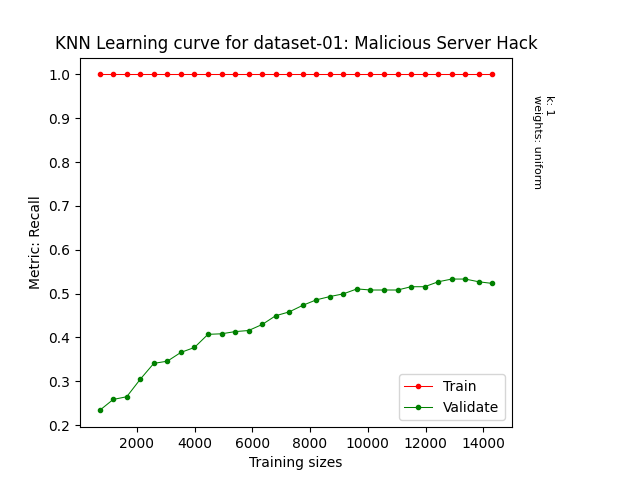 KNN Learning curve for dataset-01: Malicious Server Hack
1.0
0.9
0.8
0.7
0.6
0.5
0.4
0.3
0.2
Metric: Recall
2000 4000 6000 8000 10000 12000 14000
Training sizes
Train
Validate
k: 1
weights: uniform